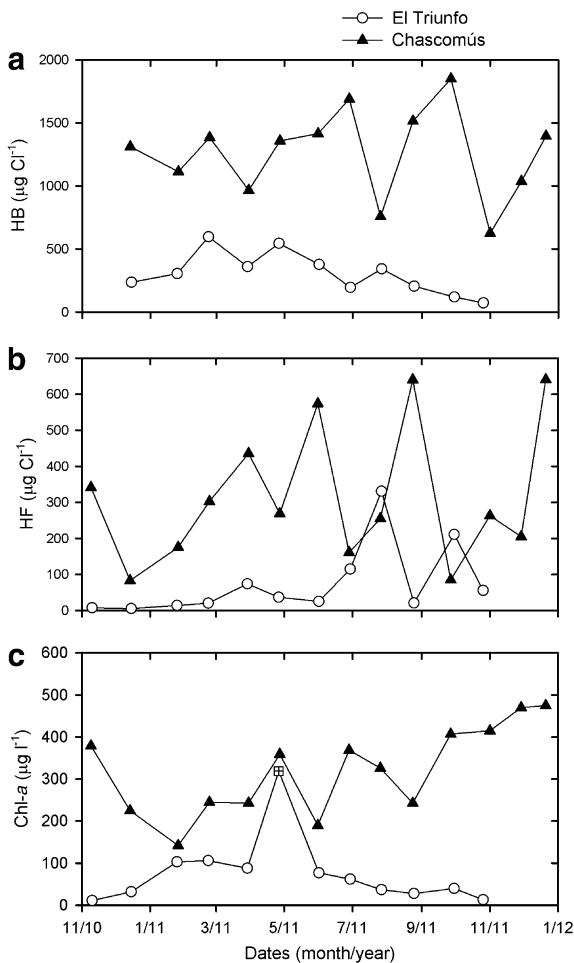 El Triunfo
Chascomús
a
2000
1500
1000
500
0
HB (µg Cl⁻¹)
b
700
600
500
400
300
200
100
0
HF (µg Cl⁻¹)
c
600
500
400
300
200
100
0
Chl-a (µg l⁻¹)
11/10 1/11 3/11 5/11 7/11 9/11 11/11 1/12
Dates (month/year)